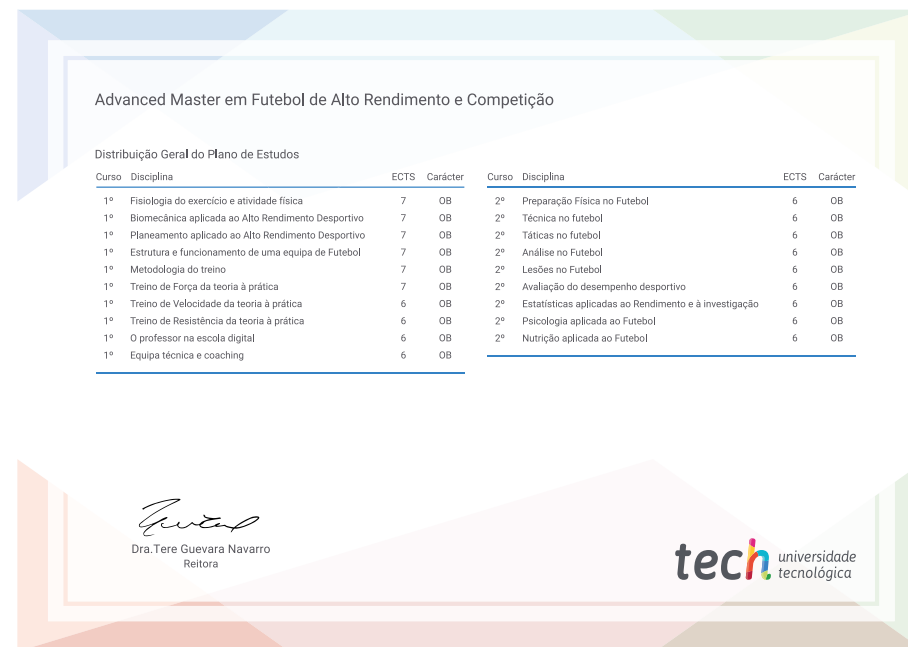 Advanced Master em Futebol de Alto Rendimento e Competição
Distribuição Geral do Plano de Estudos
Curso Disciplina ECTS Carácter
1º Fisiologia do exercício e atividade física 7 OB
1º Biomecânica aplicada ao Alto Rendimento Desportivo 7 OB
1º Planeamento aplicado ao Alto Rendimento Desportivo 7 OB
1º Estrutura e funcionamento de uma equipa de Futebol 7 OB
1º Metodologia do treino 7 OB
1º Treino de Força da teoria à prática 7 OB
1º Treino de Velocidade da teoria à prática 6 OB
1º Treino de Resistência da teoria à prática 6 OB
1º O professor na escola digital 6 OB
1º Equipa técnica e coaching 6 OB
Curso Disciplina ECTS Carácter
2º Preparação Física no Futebol 6 OB
2º Técnica no futebol 6 OB
2º Táticas no futebol 6 OB
2º Análise no Futebol 6 OB
2º Lesões no Futebol 6 OB
2º Avaliação do desempenho desportivo 6 OB
2º Estatísticas aplicadas ao Rendimento e à investigação 6 OB
2º Psicologia aplicada ao Futebol 6 OB
2º Nutrição aplicada ao Futebol 6 OB
Dra.Tere Guevara Navarro
Reitora
tech universidade
tecnológica